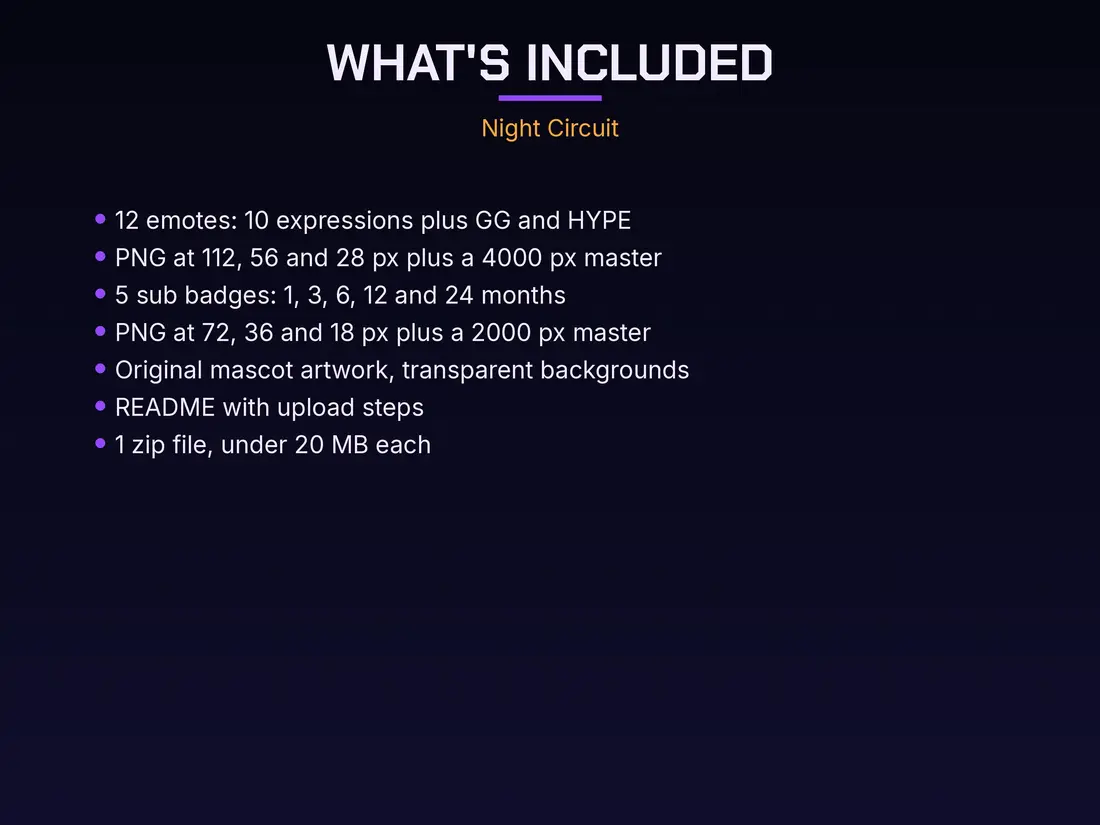 WHAT'S INCLUDED
Night Circuit
12 emotes: 10 expressions plus GG and HYPE
PNG at 112, 56 and 28 px plus a 4000 px master
5 sub badges: 1, 3, 6, 12 and 24 months
PNG at 72, 36 and 18 px plus a 2000 px master
Original mascot artwork, transparent backgrounds
README with upload steps
1 zip file, under 20 MB each